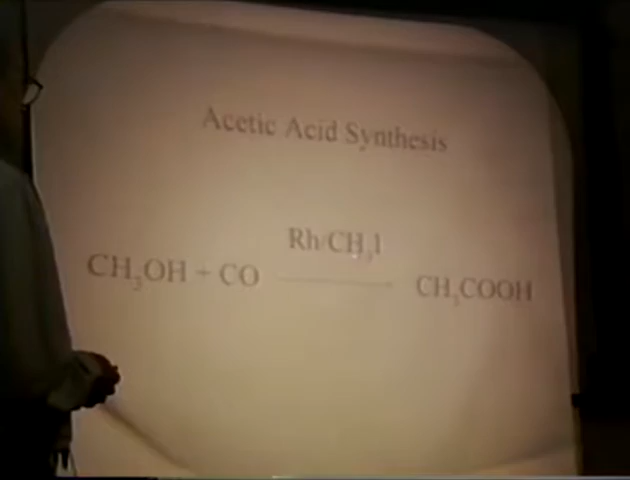 Acetic Acid Synthesis
Rh/CH₃I
CH₃OH + CO → CH₃COOH